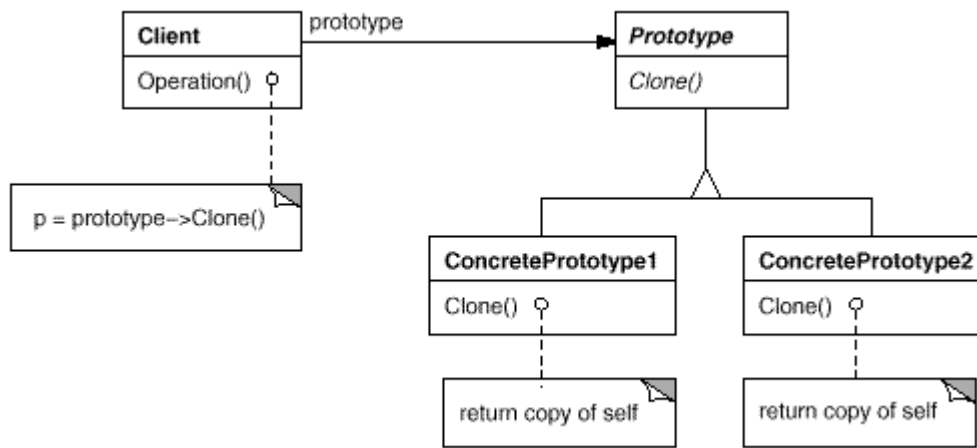 Client
Operation()
prototype
Prototype
Clone()
p = prototype->Clone()
ConcretePrototype1
Clone()
return copy of self
ConcretePrototype2
Clone()
return copy of self